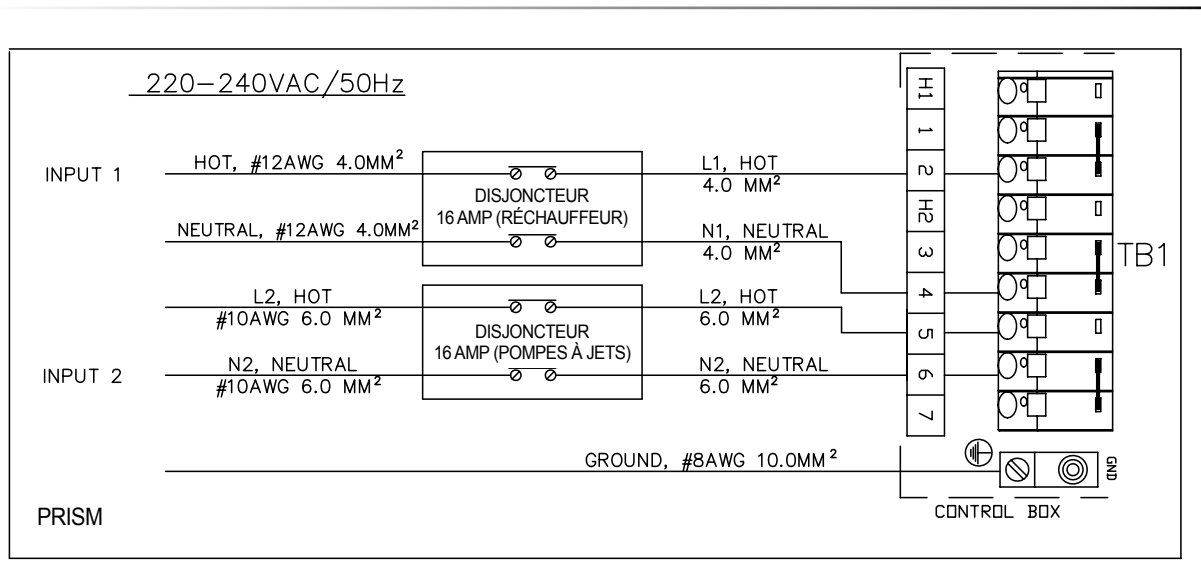 220-240VAC/50Hz
INPUT 1
HOT, #12AWG 4.0MM²
NEUTRAL, #12AWG 4.0MM²
DISJONCTEUR
16 AMP (RÉCHAUFFEUR)
L1, HOT
4.0 MM²
N1, NEUTRAL
4.0 MM²
L2, HOT
#10AWG 6.0 MM²
INPUT 2
N2, NEUTRAL
#10AWG 6.0 MM²
DISJONCTEUR
16 AMP (POMPES À JETS)
L2, HOT
6.0 MM²
N2, NEUTRAL
6.0 MM²
GROUND, #8AWG 10.0MM²
H1
1
2
H2
3
4
5
6
7
TB1
GND
CONTROL BOX
PRISM